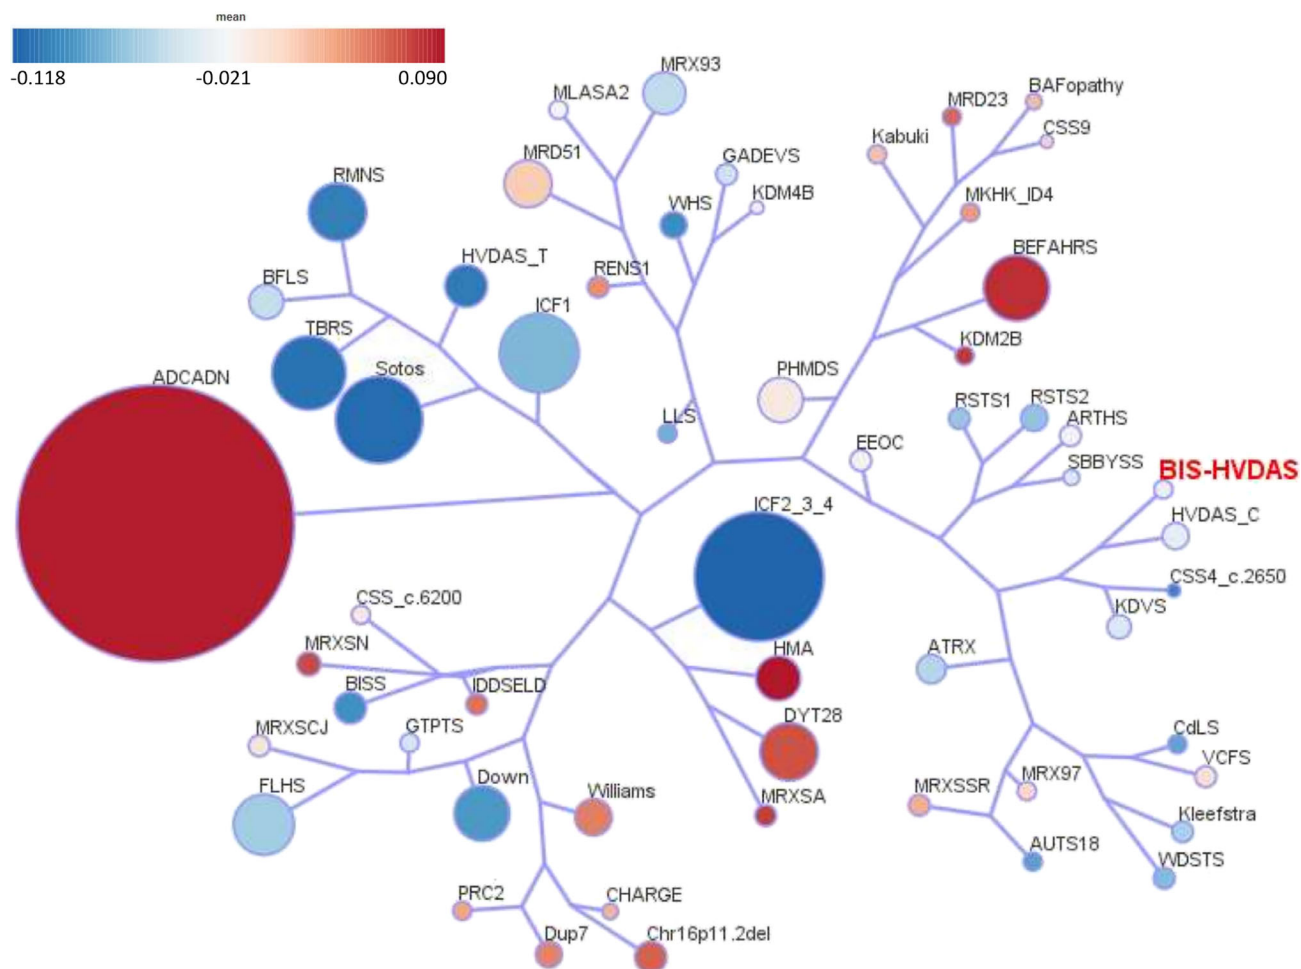 mean
-0.118
-0.021
0.090
MRX93
MLASA2
BAFopathy
MRD23
CSS9
Kabuki
MRD51
GADEVS
RMNS
KDM4B
MKHK_ID4
WHS
BEFAHRS
HVDAS_T
RENS1
BFLS
ICF1
TBRS
KDM2B
Sotos
PHMDS
ADCADN
RSTS1
RSTS2
LLS
ARTHS
EEOC
SBBYSS
BIS-HVDAS
ICF2_3_4
HVDAS_C
CSS4_c.2650
CSS_c.6200
KDVS
MRXSN
HMA
ATRX
BISS
IDDSELD
DYT28
MRXSCJ
GTPTS
CdLS
VCFS
Down
FLHS
Williams
MRXSA
MRXSSR
MRX97
Kleefstra
AUTS18
WDSTS
PRC2
CHARGE
Dup7
Chr16p11.2del